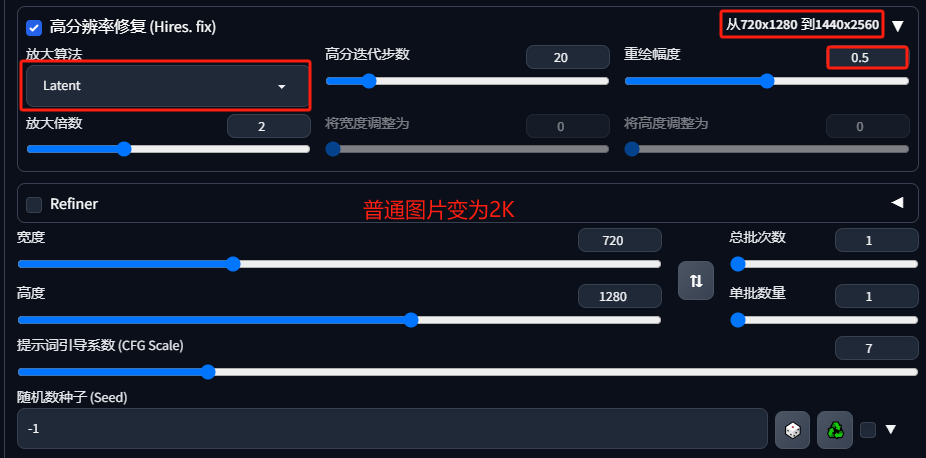 高分辨率修复 (Hires. fix)
从720x1280 到1440x2560
放大算法
Latent
高分迭代步数
20
重绘幅度
0.5
放大倍数
2
将宽度调整为
0
将高度调整为
0
Refiner
普通图片变为2K
宽度
720
高度
1280
总批次数
1
单批数量
1
提示词引导系数 (CFG Scale)
7
随机数种子 (Seed)
-1